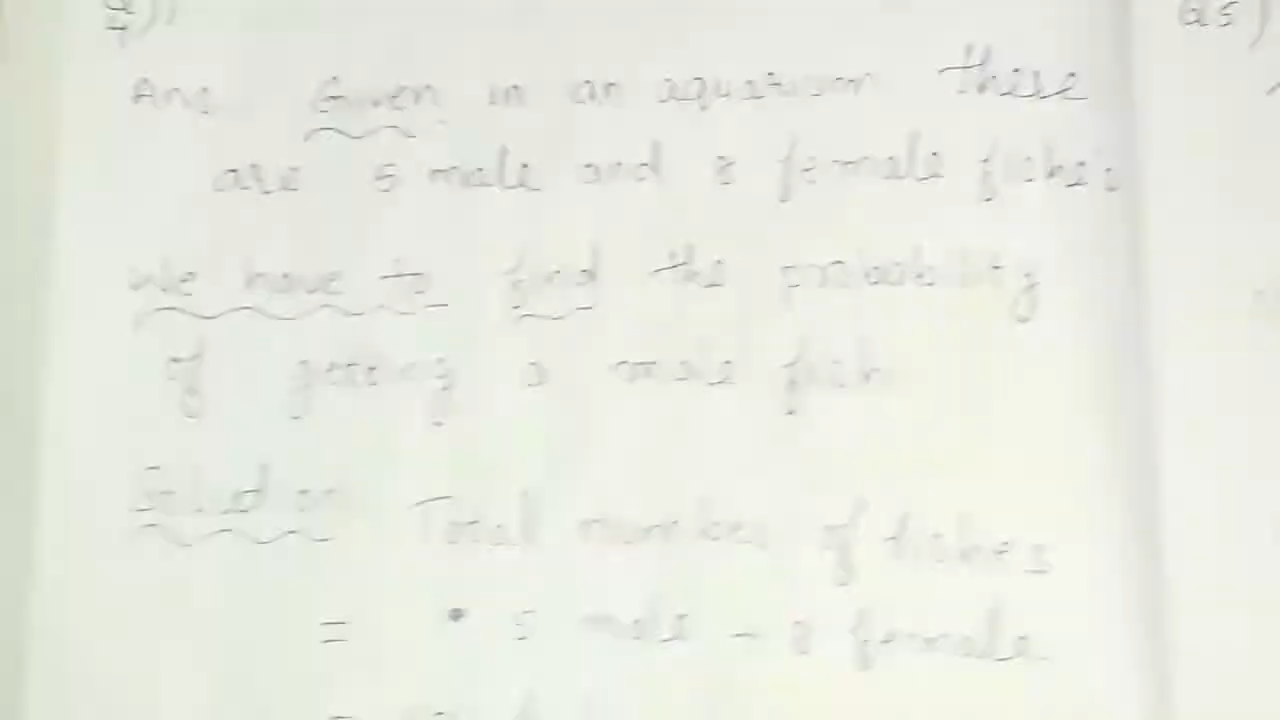 Q5)
Ans Given in an aquarium there
are 5 male and 8 female fishes
We have to find the probability
of getting a male fish
Solution Total number of fishes
= 5 male + 8 female
=